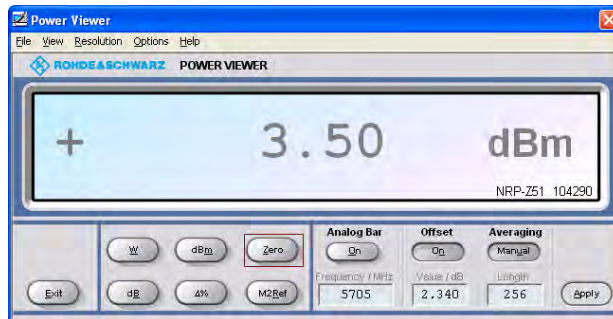 Power Viewer
File View Resolution Options Help
ROHDE&SCHWARZ POWER VIEWER
+ 3.50 dBm
NRP-Z51 104290
Analog Bar Offset Averaging
W dBm Zero On On Manual
Frequency / MHz Value / dB Length
Exit dB Δ% M2Ref 5705 2.340 256 Apply